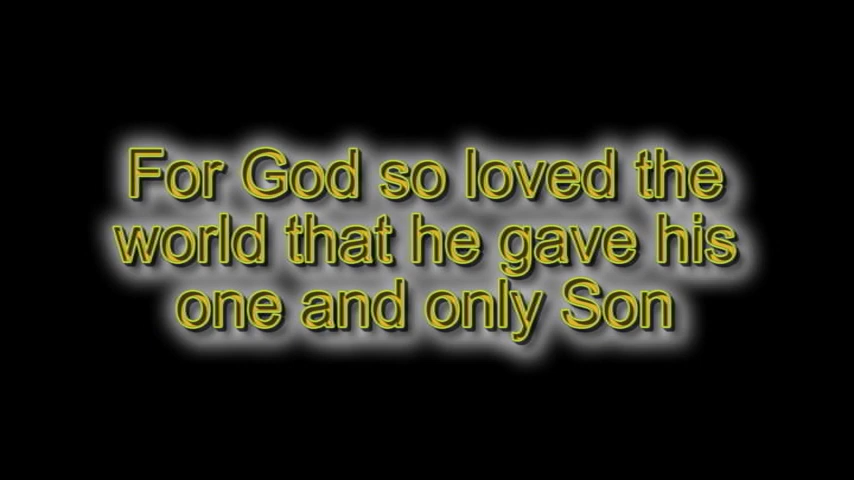 For God so loved the
world that he gave his
one and only Son